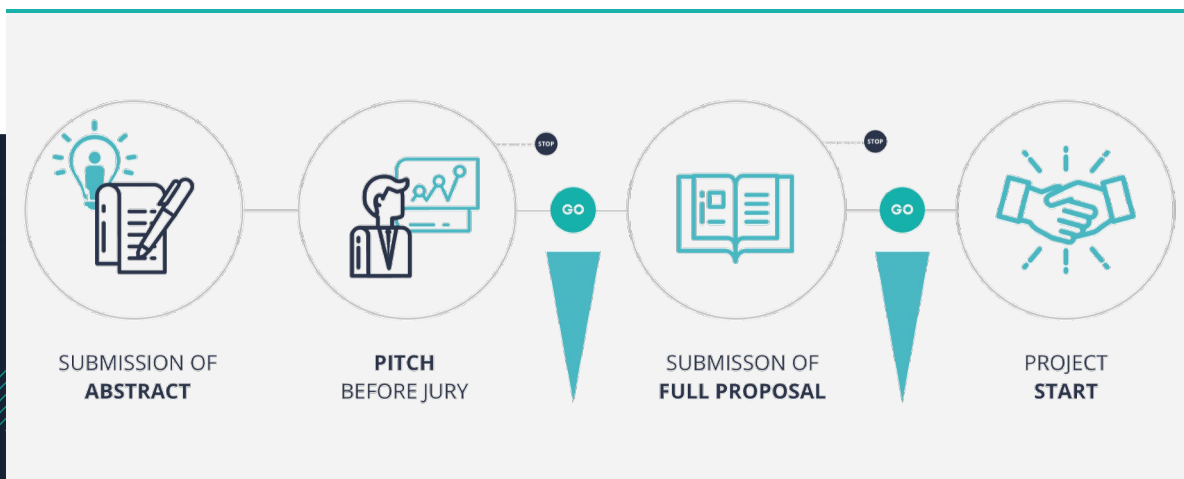 SUBMISSION OF
ABSTRACT
PITCH
BEFORE JURY
STOP
GO
SUBMISSON OF
FULL PROPOSAL
STOP
GO
PROJECT
START